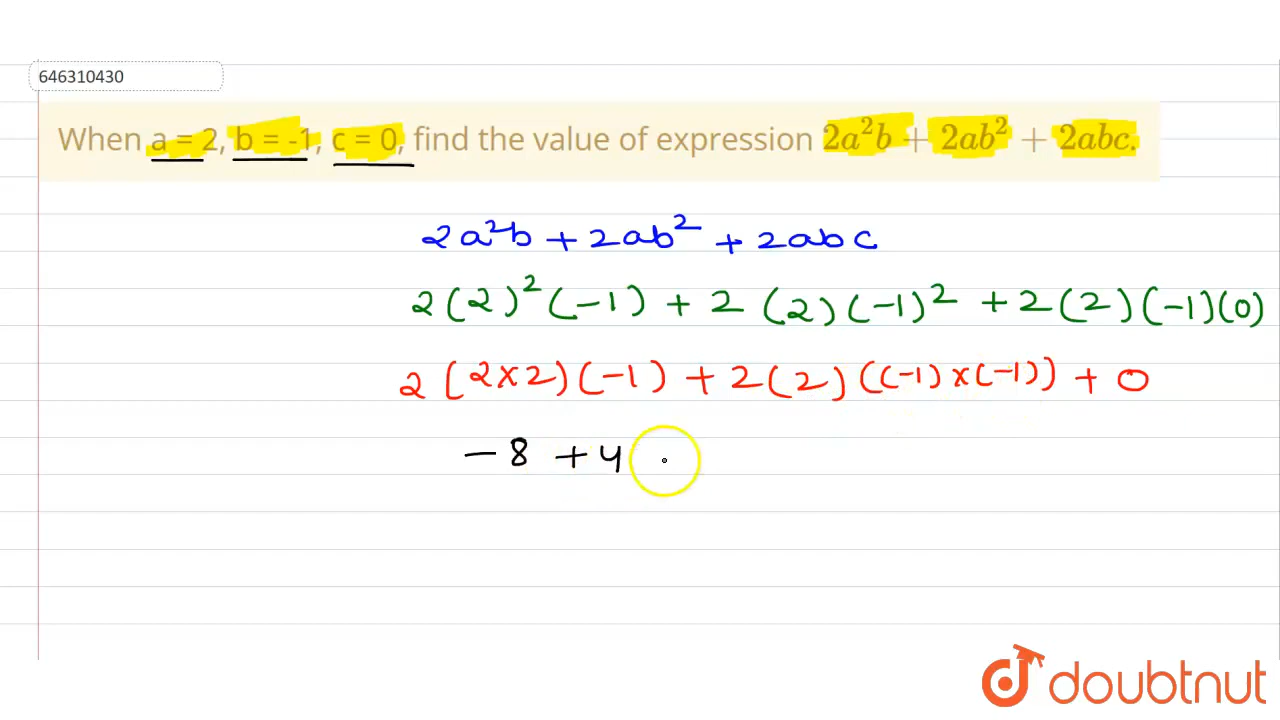 646310430
When a = 2, b = -1, c = 0, find the value of expression 2a²b + 2ab² + 2abc.
2a²b + 2ab² + 2abc
2(2)²(-1) + 2(2)(-1)² + 2(2)(-1)(0)
2(2×2)(-1) + 2(2)((-1)×(-1)) + 0
-8 + 4
doubtnut